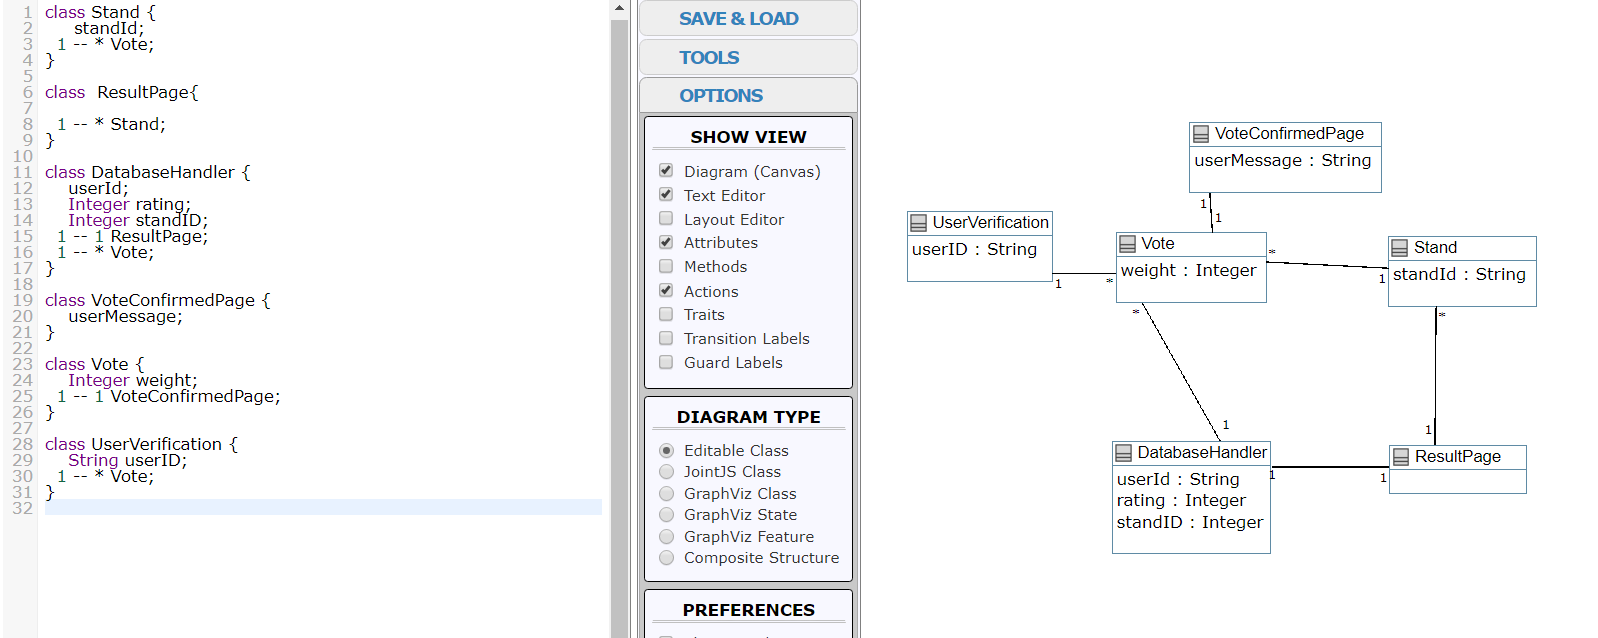 1 class Stand {
2 standId;
3 1 -- * Vote;
4 }
5
6 class ResultPage{
7
8 1 -- * Stand;
9 }
10
11 class DatabaseHandler {
12 userId;
13 Integer rating;
14 Integer standID;
15 1 -- 1 ResultPage;
16 1 -- * Vote;
17 }
18
19 class VoteConfirmedPage {
20 userMessage;
21 }
22
23 class Vote {
24 Integer weight;
25 1 -- 1 VoteConfirmedPage;
26 }
27
28 class UserVerification {
29 String userID;
30 1 -- * Vote;
31 }
32
SAVE & LOAD
TOOLS
OPTIONS
SHOW VIEW
Diagram (Canvas)
Text Editor
Layout Editor
Attributes
Methods
Actions
Traits
Transition Labels
Guard Labels
DIAGRAM TYPE
Editable Class
JointJS Class
GraphViz Class
GraphViz State
GraphViz Feature
Composite Structure
PREFERENCES
VoteConfirmedPage
userMessage : String
1
1
UserVerification
userID : String
1
*
Vote
weight : Integer
*
1
Stand
standId : String
*
*
1
1
DatabaseHandler
userId : String
rating : Integer
standID : Integer
1
1
ResultPage